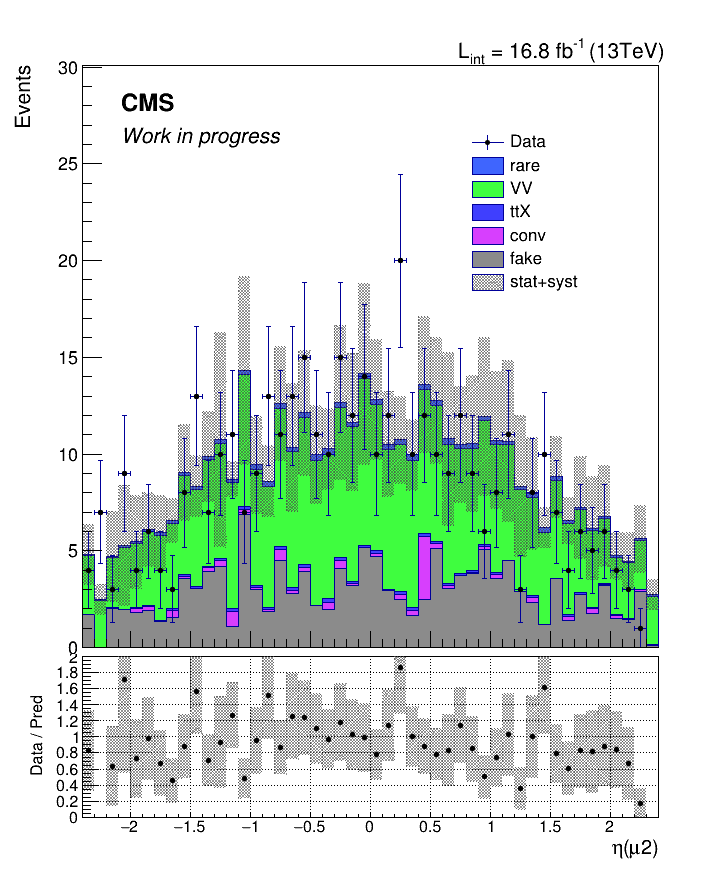 L_int = 16.8 fb⁻¹ (13TeV)
Events
30
CMS
Work in progress
25
20
15
10
5
0
Data
rare
VV
ttX
conv
fake
stat+syst
Data / Pred
2
1.8
1.6
1.4
1.2
1
0.8
0.6
0.4
0.2
0
−2 −1.5 −1 −0.5 0 0.5 1 1.5 2
η(μ2)